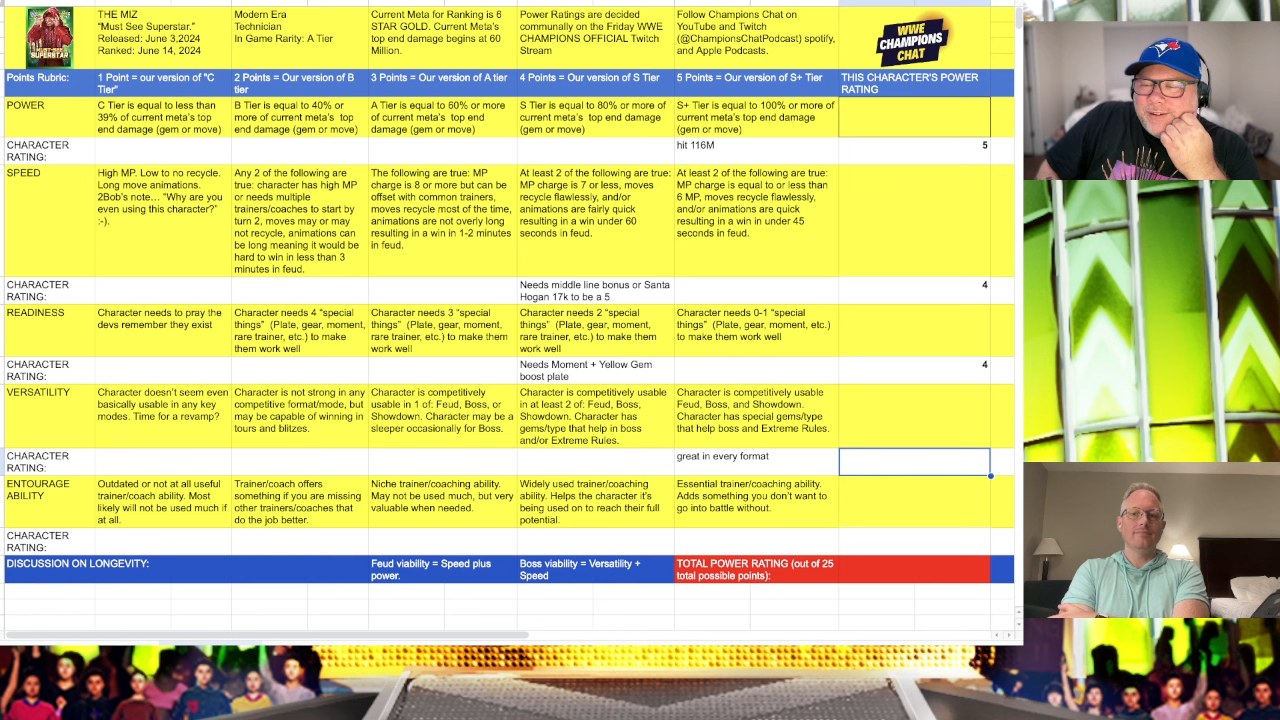 THE MIZ
"Must See Superstar."
Released: June 3,2024
Ranked: June 14, 2024
Modern Era
Technician
In Game Rarity: A Tier
Current Meta for Ranking is 6
STAR GOLD. Current Meta's
top end damage begins at 60
Million.
Power Ratings are decided
communally on the Friday WWE
CHAMPIONS OFFICIAL Twitch
Stream
Follow Champions Chat on
YouTube and Twitch
(@ChampionsChatPodcast) spotify,
and Apple Podcasts.
WWE
CHAMPIONS
CHAT
Points Rubric:
1 Point = our version of "C
Tier"
2 Points = Our version of B
tier
3 Points = Our version of A tier
4 Points = Our version of S Tier
5 Points = Our version of S+ Tier
THIS CHARACTER'S POWER
RATING
POWER
C Tier is equal to less than
39% of current meta's top
end damage (gem or move)
B Tier is equal to 40% or
more of current meta's top
end damage (gem or move)
A Tier is equal to 60% or more
of current meta's top end
damage (gem or move)
S Tier is equal to 80% or more of
current meta's top end damage
(gem or move)
S+ Tier is equal to 100% or more of
current meta's top end damage
(gem or move)
CHARACTER
RATING:
hit 116M
5
SPEED
High MP. Low to no recycle.
Long move animations.
2Bob's note… "Why are you
even using this character?"
:-).
Any 2 of the following are
true: character has high MP
or needs multiple
trainers/coaches to start by
turn 2, moves may or may
not recycle, animations can
be long meaning it would be
hard to win in less than 3
minutes in feud.
The following are true: MP
charge is 8 or more but can be
offset with common trainers,
moves recycle most of the time,
animations are not overly long
resulting in a win in 1-2 minutes
in feud.
At least 2 of the following are true:
MP charge is 7 or less, moves
recycle flawlessly, and/or
animations are fairly quick
resulting in a win under 60
seconds in feud.
At least 2 of the following are true:
MP charge is equal to or less than
6 MP, moves recycle flawlessly,
and/or animations are quick
resulting in a win in under 45
seconds in feud.
CHARACTER
RATING:
Needs middle line bonus or Santa
Hogan 17k to be a 5
4
READINESS
Character needs to pray the
devs remember they exist
Character needs 4 "special
things" (Plate, gear, moment,
rare trainer, etc.) to make
them work well
Character needs 3 "special
things" (Plate, gear, moment,
rare trainer, etc.) to make them
work well
Character needs 2 "special
things" (Plate, gear, moment,
rare trainer, etc.) to make them
work well
Character needs 0-1 "special
things" (Plate, gear, moment, etc.)
to make them work well
CHARACTER
RATING:
Needs Moment + Yellow Gem
boost plate
4
VERSATILITY
Character doesn't seem even
basically usable in any key
modes. Time for a revamp?
Character is not strong in any
competitive format/mode, but
may be capable of winning in
tours and blitzes.
Character is competitively
usable in 1 of: Feud, Boss, or
Showdown. Character may be a
sleeper occasionally for Boss.
Character is competitively usable
in at least 2 of: Feud, Boss,
Showdown. Character has
gems/type that help in boss
and/or Extreme Rules.
Character is competitively usable
Feud, Boss, and Showdown.
Character has special gems/type
that help boss and Extreme Rules.
CHARACTER
RATING:
great in every format
ENTOURAGE
ABILITY
Outdated or not at all useful
trainer/coach ability. Most
likely will not be used much if
at all.
Trainer/coach offers
something if you are missing
other trainers/coaches that
do the job better.
Niche trainer/coaching ability.
May not be used much, but very
valuable when needed.
Widely used trainer/coaching
ability. Helps the character it's
being used on to reach their full
potential.
Essential trainer/coaching ability.
Adds something you don't want to
go into battle without.
CHARACTER
RATING:
DISCUSSION ON LONGEVITY:
Feud viability = Speed plus
power.
Boss viability = Versatility +
Speed
TOTAL POWER RATING (out of 25
total possible points):